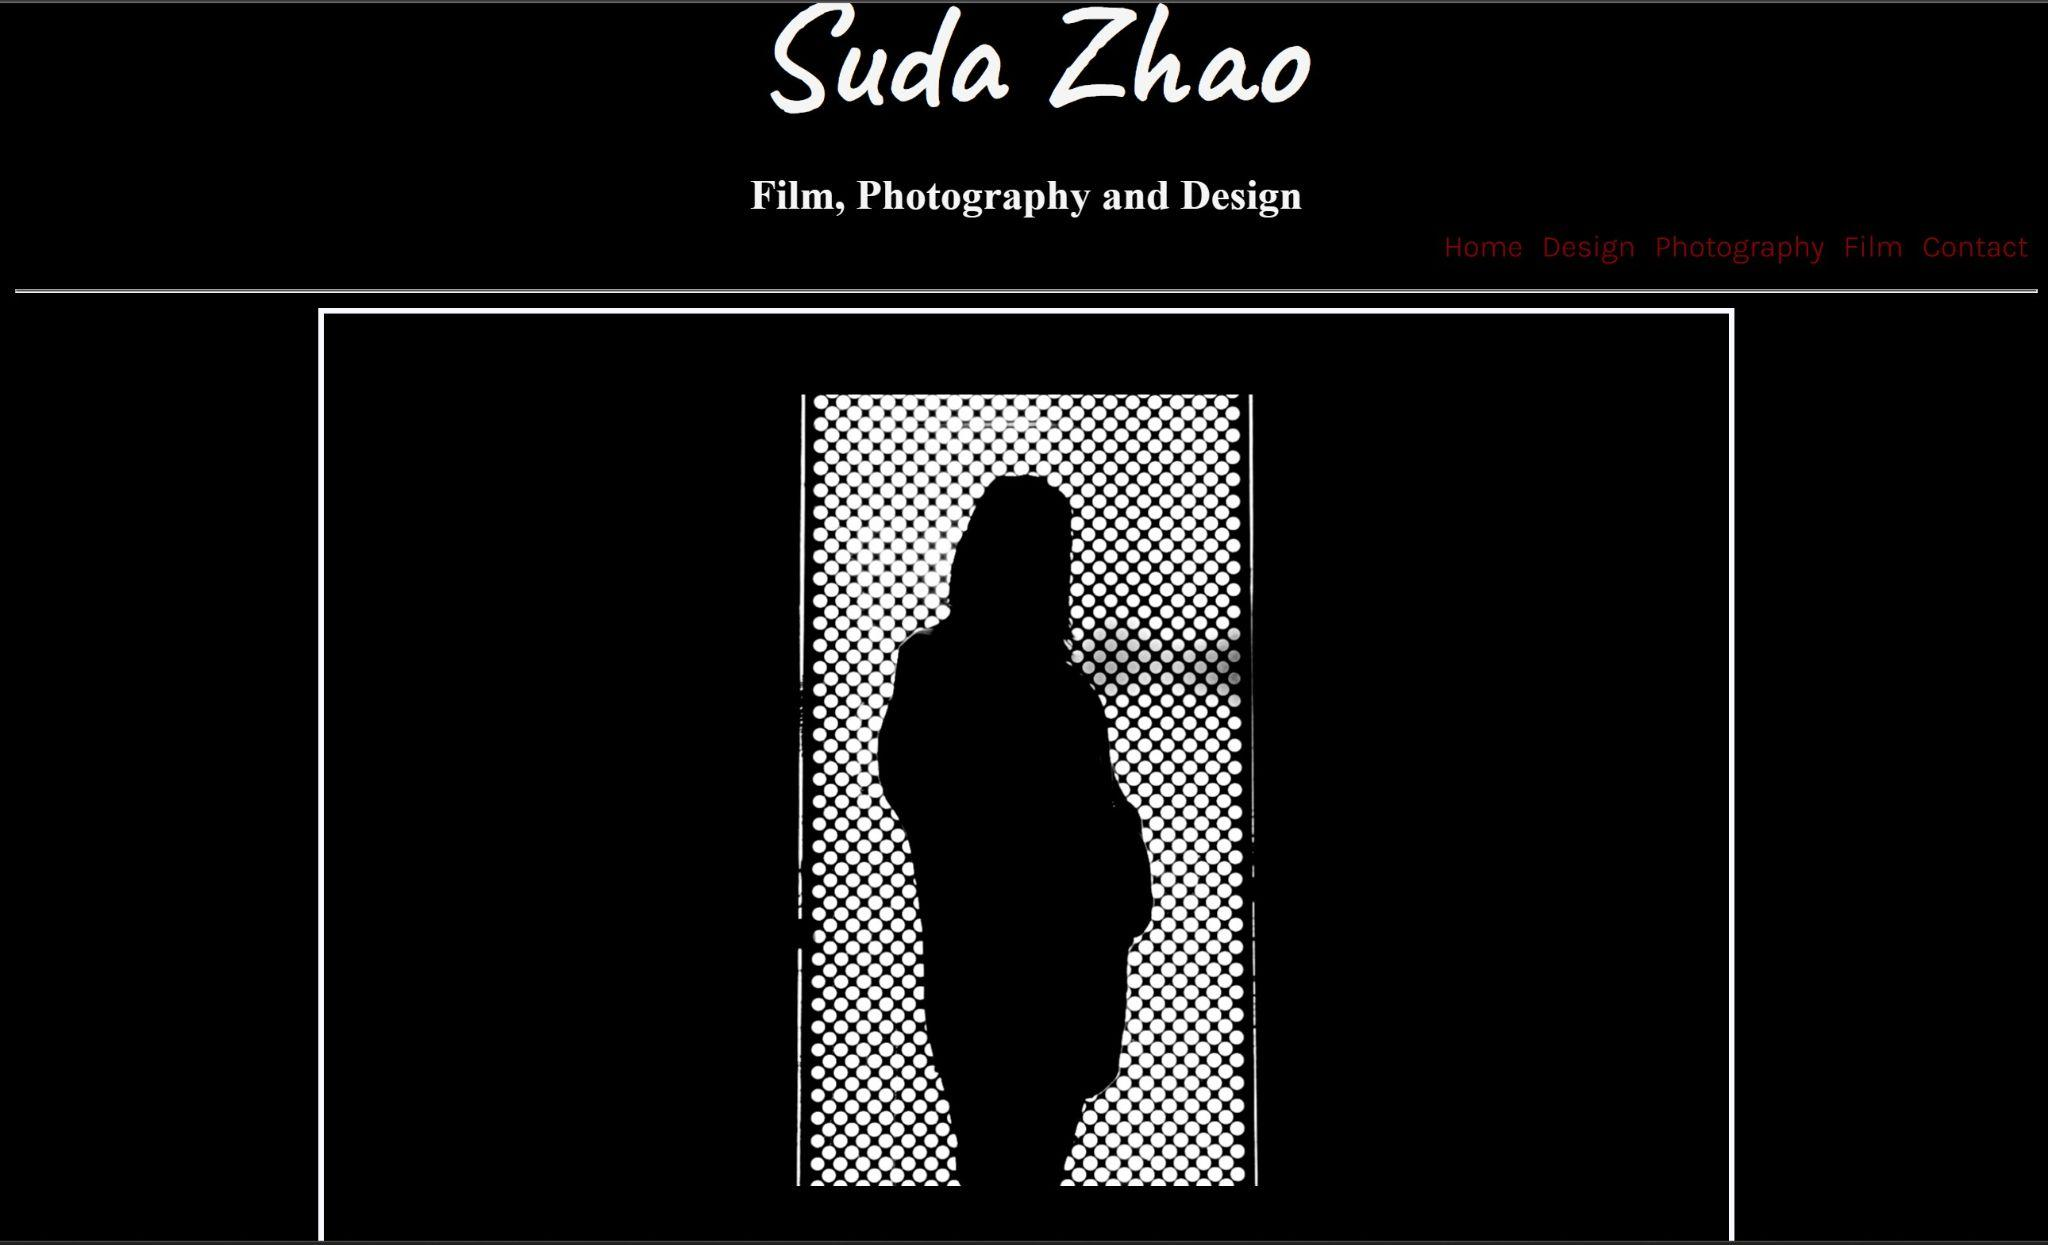 Suda Zhao
Film, Photography and Design
Home Design Photography Film Contact